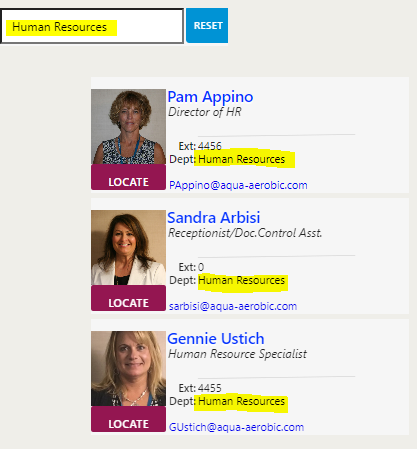 Human Resources
RESET
Pam Appino
Director of HR
Ext: 4456
Dept: Human Resources
LOCATE
PAppino@aqua-aerobic.com
Sandra Arbisi
Receptionist/Doc.Control Asst.
Ext: 0
Dept: Human Resources
LOCATE
sarbisi@aqua-aerobic.com
Gennie Ustich
Human Resource Specialist
Ext: 4455
Dept: Human Resources
LOCATE
GUstich@aqua-aerobic.com